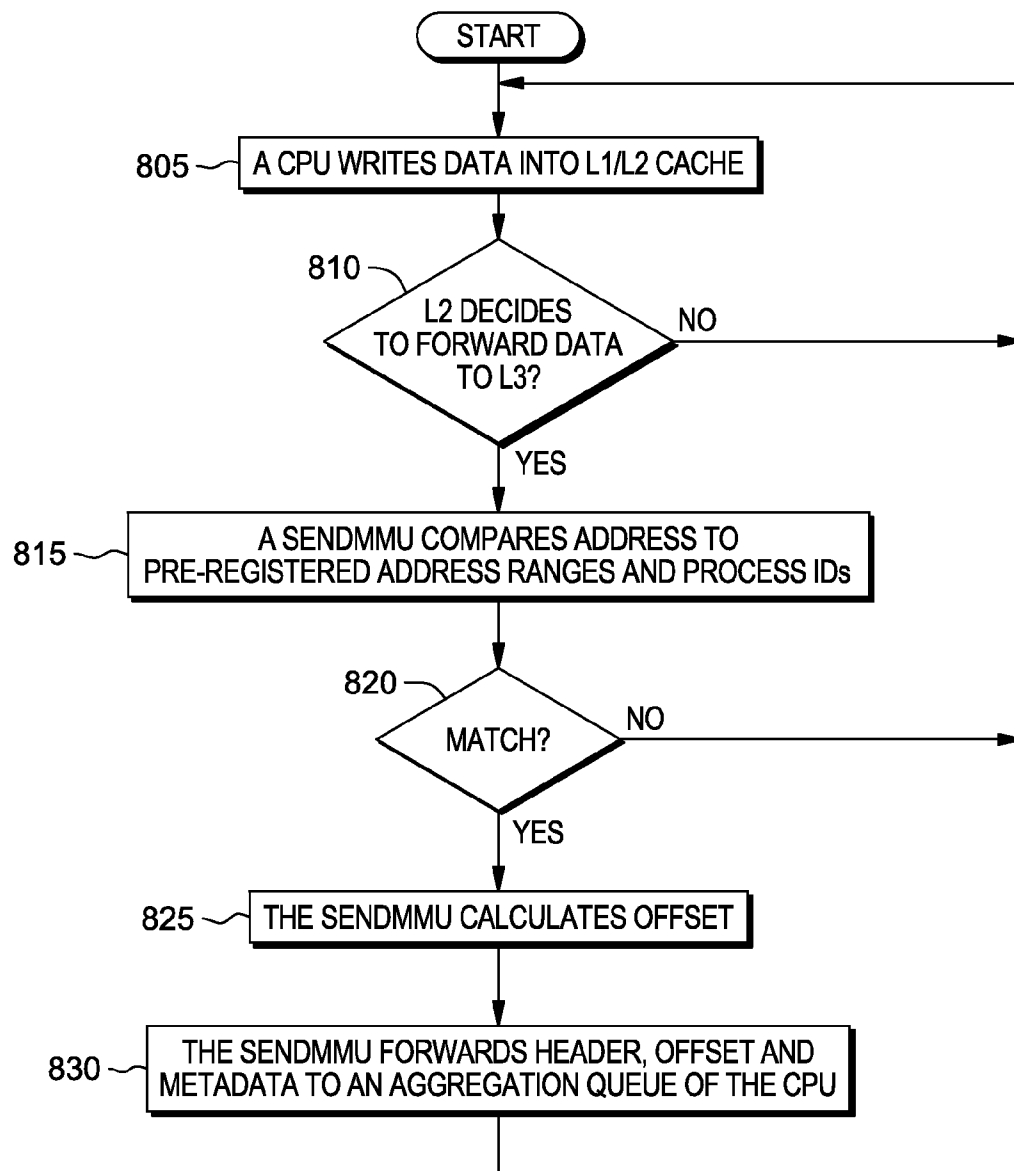 START
805
A CPU WRITES DATA INTO L1/L2 CACHE
810
L2 DECIDES
TO FORWARD DATA
TO L3?
NO
YES
815
A SENDMMU COMPARES ADDRESS TO
PRE-REGISTERED ADDRESS RANGES AND PROCESS IDs
820
MATCH?
NO
YES
825
THE SENDMMU CALCULATES OFFSET
830
THE SENDMMU FORWARDS HEADER, OFFSET AND
METADATA TO AN AGGREGATION QUEUE OF THE CPU